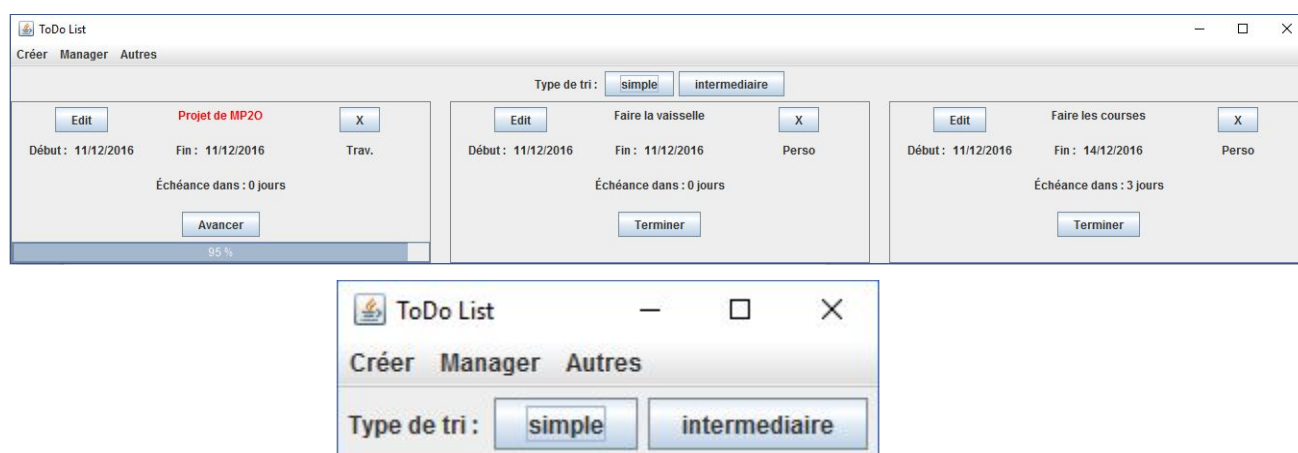 ToDo List
Créer Manager Autres
Type de tri : simple intermediaire
Edit Projet de MP2O X Edit Faire la vaisselle X Edit Faire les courses X
Début : 11/12/2016 Fin : 11/12/2016 Trav. Début : 11/12/2016 Fin : 11/12/2016 Perso Début : 11/12/2016 Fin : 14/12/2016 Perso
Échéance dans : 0 jours Échéance dans : 0 jours Échéance dans : 3 jours
Avancer Terminer Terminer
95 %
ToDo List
Créer Manager Autres
Type de tri : simple intermediaire